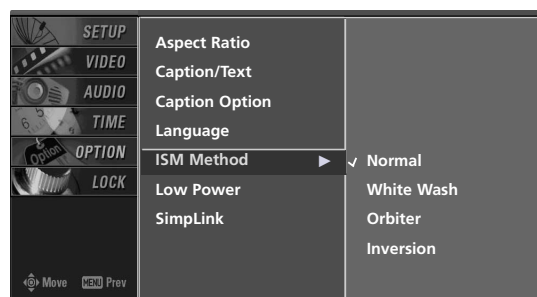 SETUP
VIDEO
AUDIO
TIME
OPTION
LOCK
Move MENU Prev
Aspect Ratio
Caption/Text
Caption Option
Language
ISM Method
Low Power
SimpLink
Normal
White Wash
Orbiter
Inversion